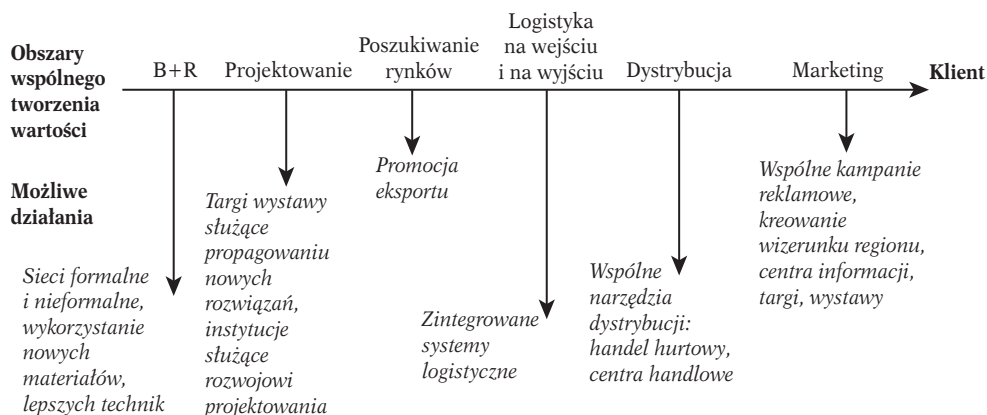 Obszary
wspólnego
tworzenia
wartości
B+R
Projektowanie
Poszukiwanie
rynków
Logistyka
na wejściu
i na wyjściu
Dystrybucja
Marketing
Klient
Możliwe
działania
Sieci formalne
i nieformalne,
wykorzystanie
nowych
materiałów,
lepszych technik
Targi wystawy
służące
propagowaniu
nowych
rozwiązań,
instytucje
służące
rozwojowi
projektowania
Promocja
eksportu
Zintegrowane
systemy
logistyczne
Wspólne
narzędzia
dystrybucji:
handel hurtowy,
centra handlowe
Wspólne kampanie
reklamowe,
kreowanie
wizerunku regionu,
centra informacji,
targi, wystawy